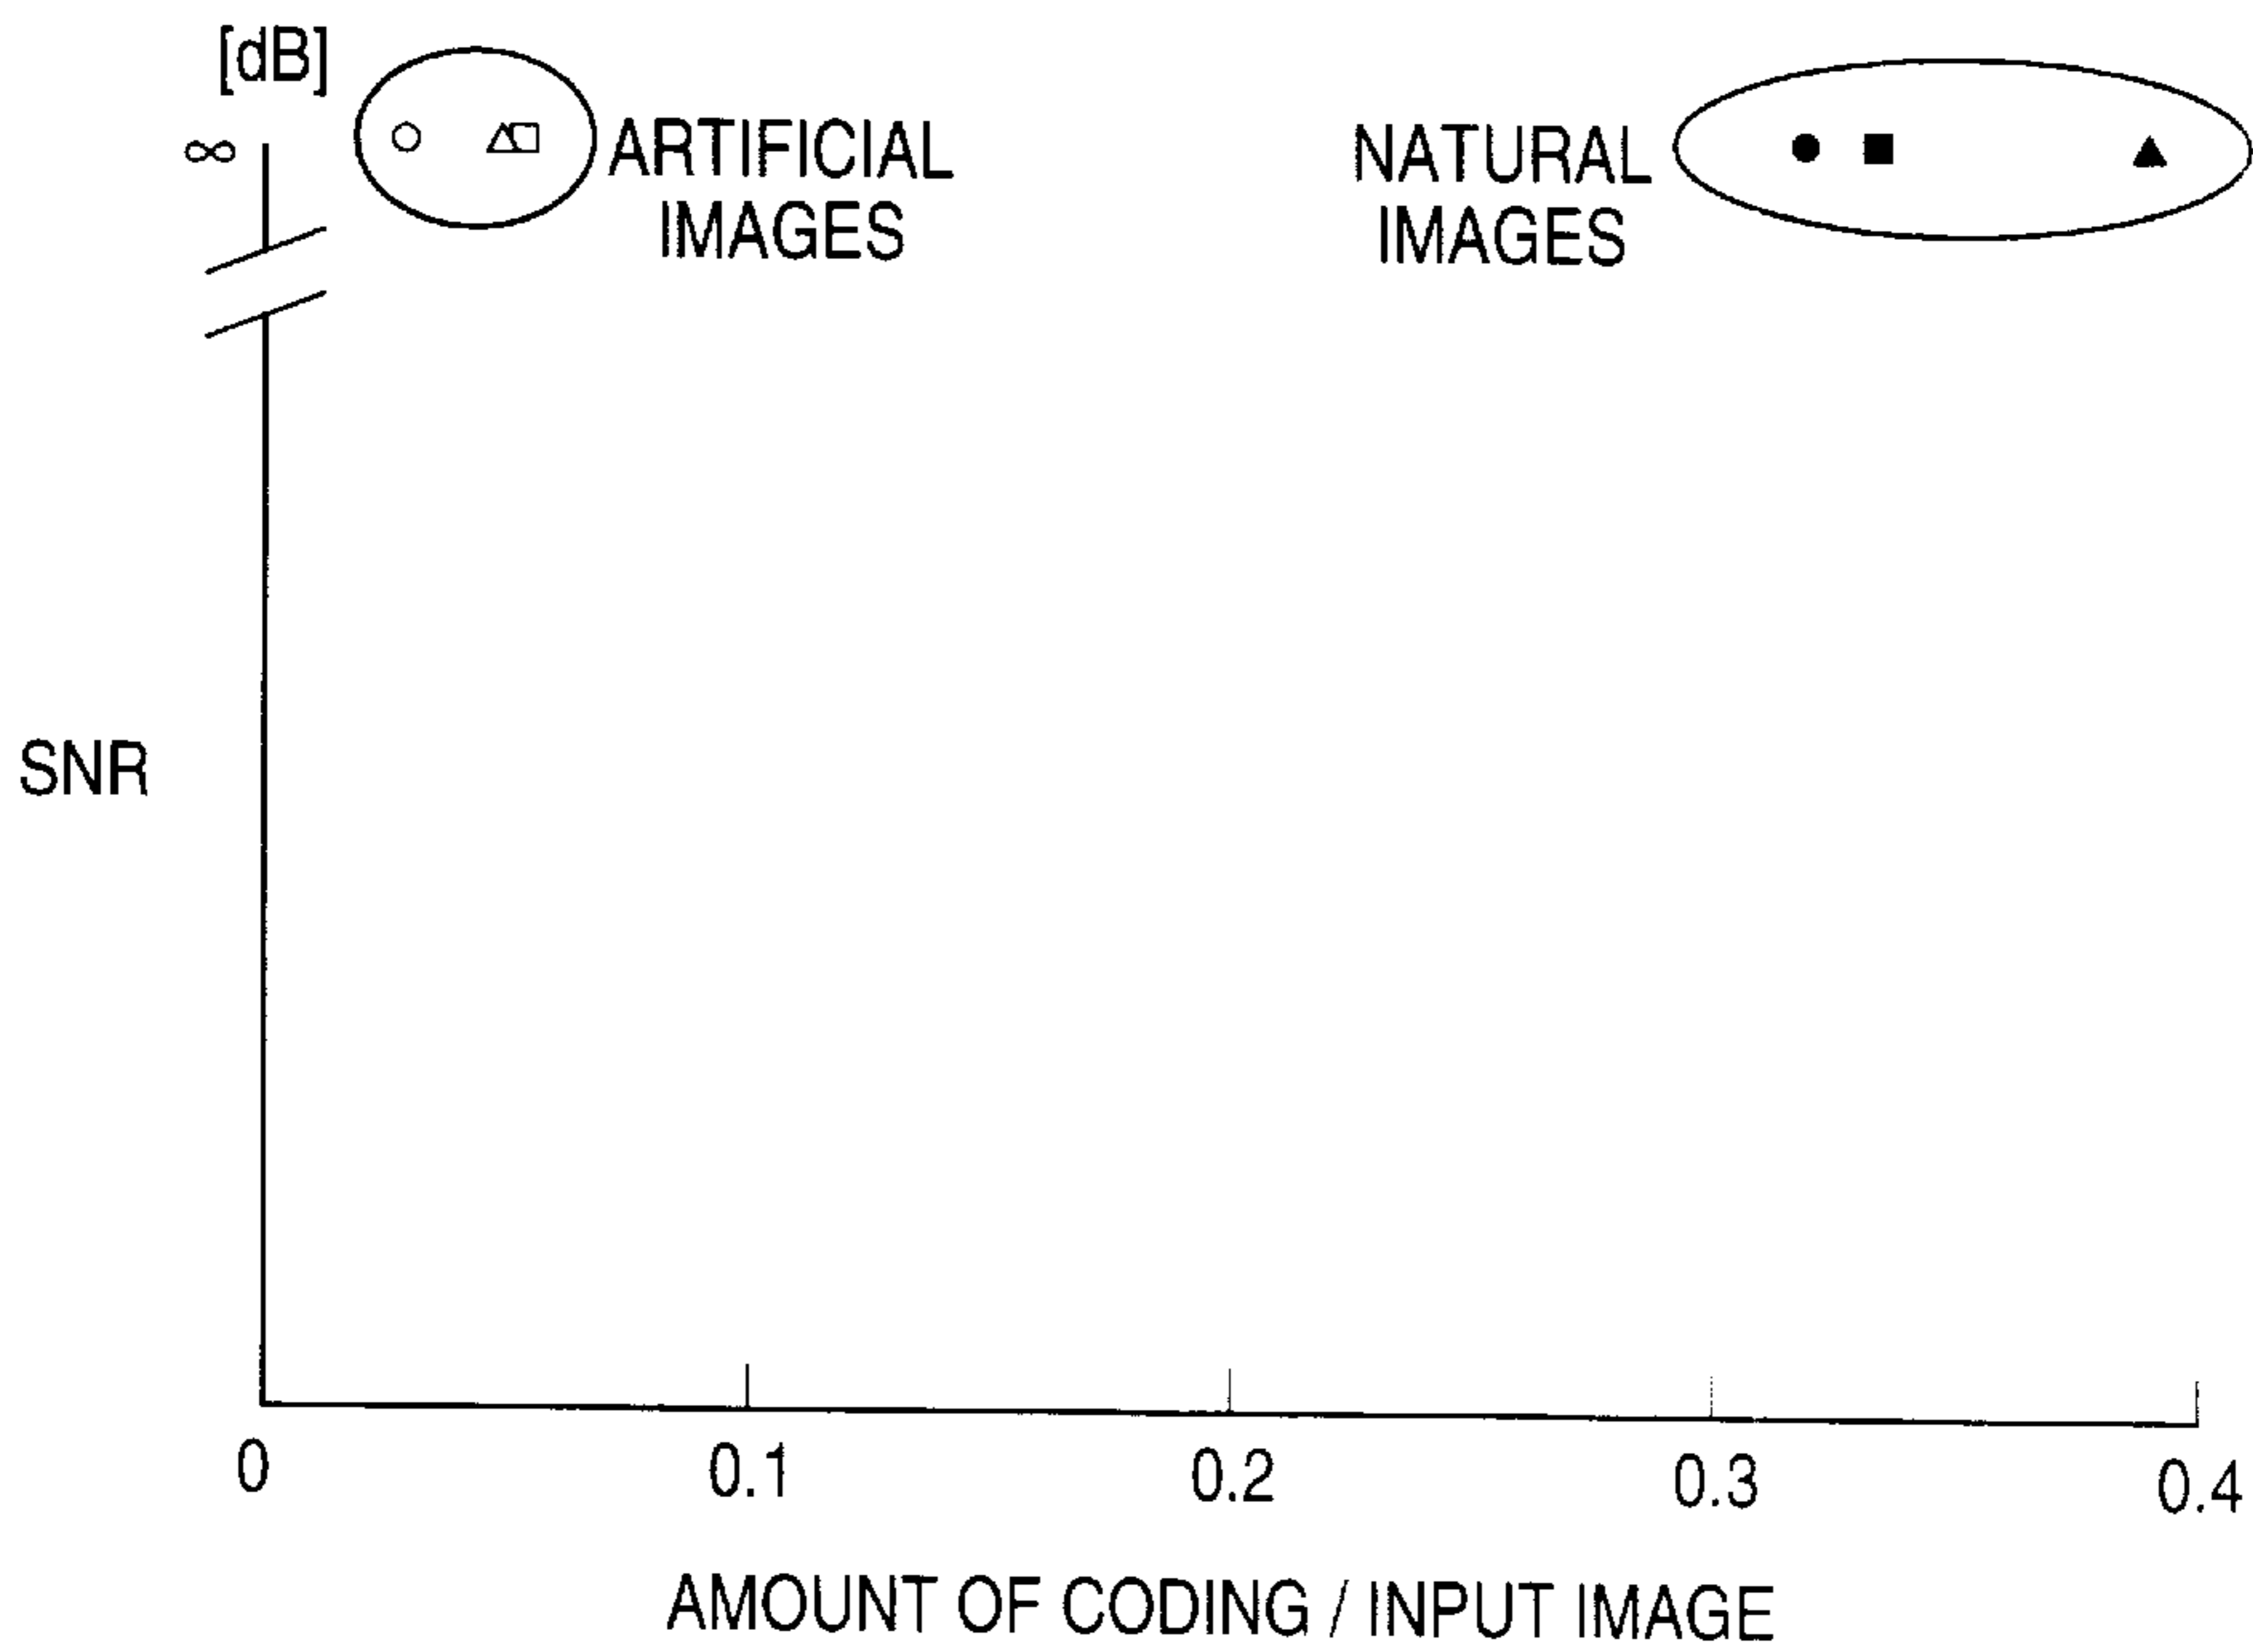 [dB]
∞
ARTIFICIAL
IMAGES
NATURAL
IMAGES
SNR
0
0.1
0.2
0.3
0.4
AMOUNT OF CODING / INPUT IMAGE